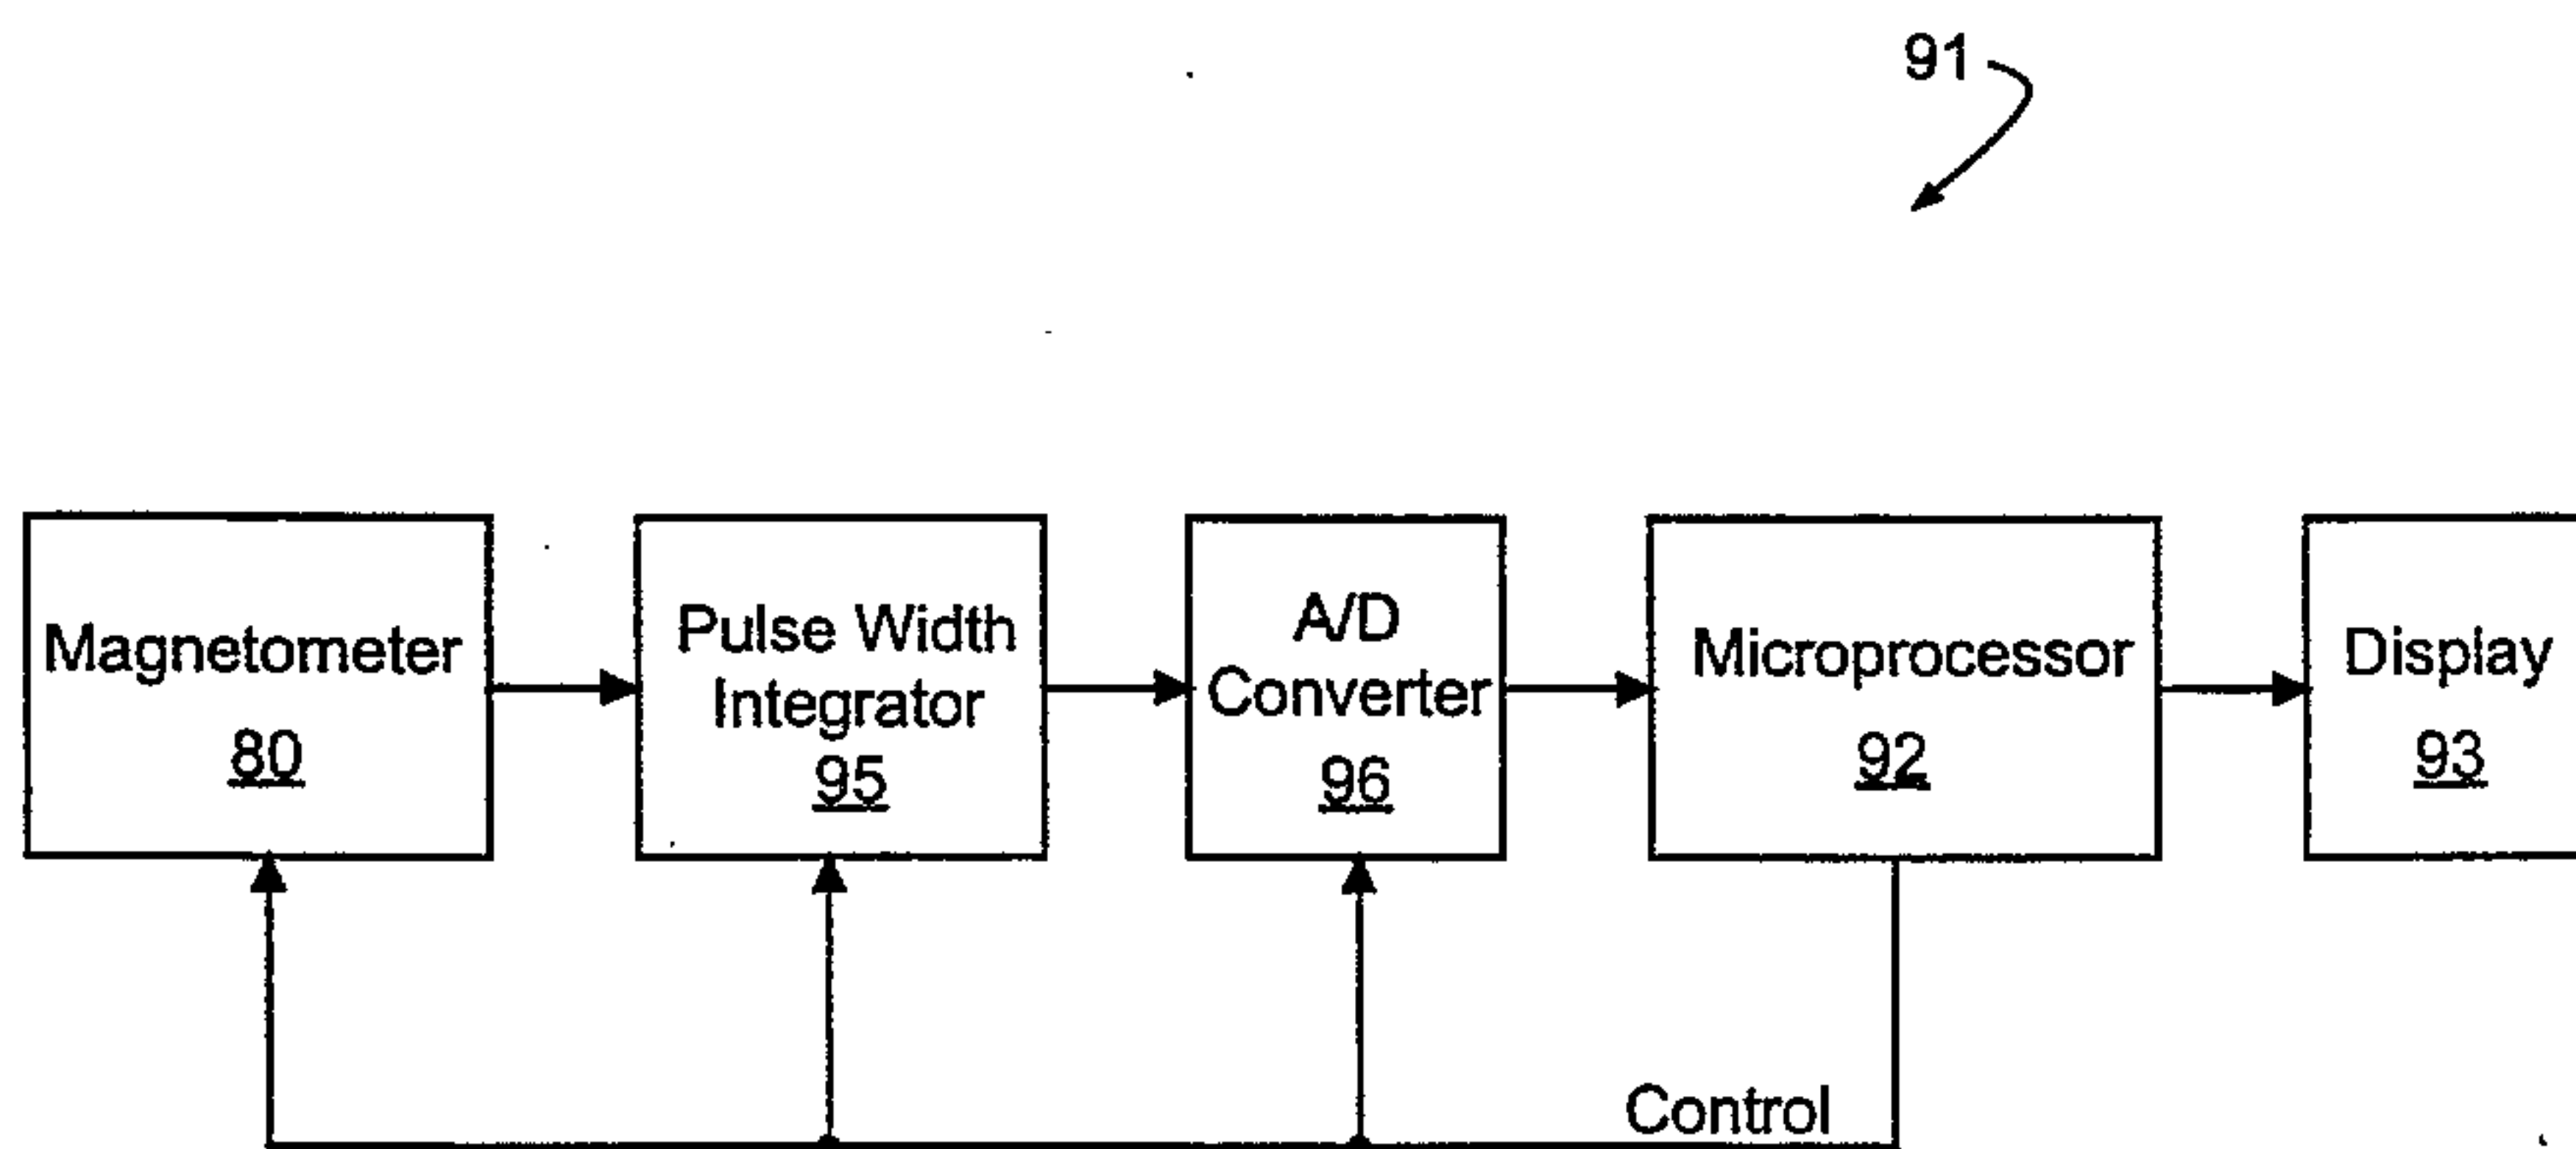 91
Magnetometer
80
Pulse Width
Integrator
95
A/D
Converter
96
Microprocessor
92
Display
93
Control